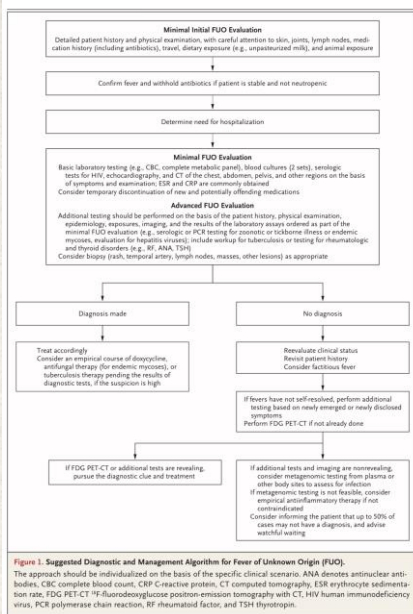 Minimal Initial FUO Evaluation
Detailed patient history and physical examination, with careful attention to skin, joints, lymph nodes, medi-
cation history (including antibiotics), travel, dietary exposure (e.g., unpasteurized milk), and animal exposure
Confirm fever and withhold antibiotics if patient is stable and not neutropenic
Determine need for hospitalization
Minimal FUO Evaluation
Basic laboratory testing (e.g., CBC, complete metabolic panel), blood cultures (2 sets), serologic
tests for HIV, echocardiography, and CT of the chest, abdomen, pelvis, and other regions on the basis
of symptoms and examination; ESR and CRP are commonly obtained
Consider temporary discontinuation of new and potentially offending medications
Advanced FUO Evaluation
Additional testing should be performed on the basis of the patient history, physical examination,
epidemiology, exposures, imaging, and the results of the laboratory assays ordered as part of the
minimal FUO evaluation (e.g., serologic or PCR testing for zoonotic or tickborne illness or endemic
mycoses, evaluation for hepatitis viruses); include workup for tuberculosis or testing for rheumatologic
and thyroid disorders (e.g., RF, ANA, TSH)
Consider biopsy (rash, temporal artery, lymph nodes, masses, other lesions) as appropriate
Diagnosis made
No diagnosis
Treat accordingly
Consider an empirical course of doxycycline,
antifungal therapy (for endemic mycoses), or
tuberculosis therapy pending the results of
diagnostic tests, if the suspicion is high
Reevaluate clinical status
Revisit patient history
Consider factitious fever
If fevers have not self-resolved, perform additional
testing based on newly emerged or newly disclosed
symptoms
Perform FDG PET-CT if not already done
If FDG PET-CT or additional tests are revealing,
pursue the diagnostic clue and treatment
If additional tests and imaging are nonrevealing,
consider metagenomic testing from plasma or
other body sites to assess for infection
If metagenomic testing is not feasible, consider
empirical antiinflammatory therapy if not
contraindicated
Consider informing the patient that up to 50% of
cases may not have a diagnosis, and advise
watchful waiting
Figure 1. Suggested Diagnostic and Management Algorithm for Fever of Unknown Origin (FUO).
The approach should be individualized on the basis of the specific clinical scenario. ANA denotes antinuclear anti-
bodies, CBC complete blood count, CRP C-reactive protein, CT computed tomography, ESR erythrocyte sedimenta-
tion rate, FDG PET-CT ¹⁸F-fluorodeoxyglucose positron-emission tomography with CT, HIV human immunodeficiency
virus, PCR polymerase chain reaction, RF rheumatoid factor, and TSH thyrotropin.